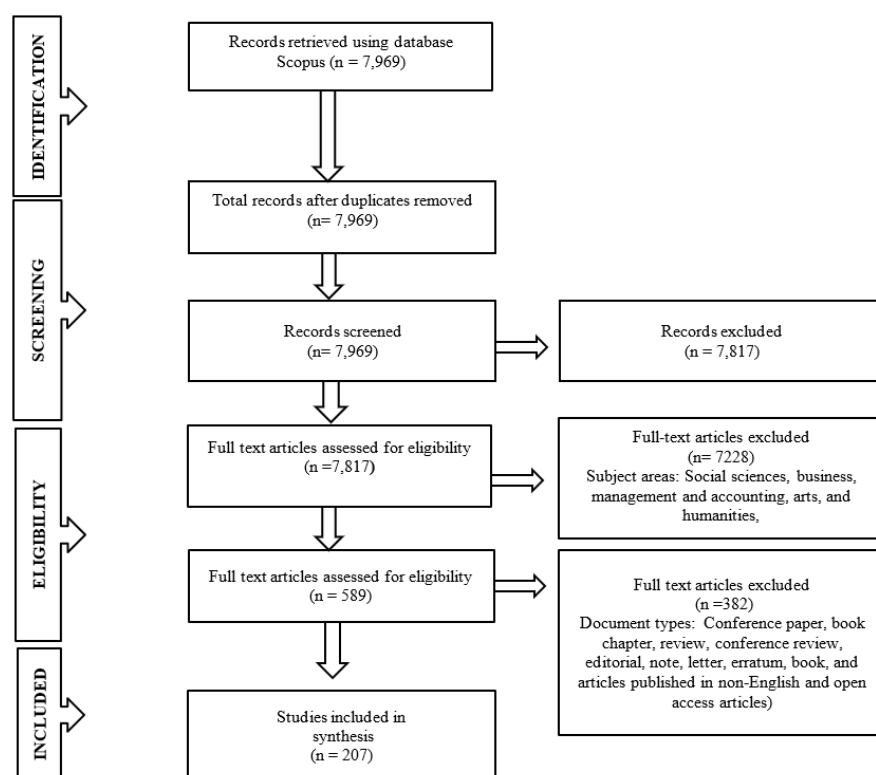 IDENTIFICATION
Records retrieved using database
Scopus (n = 7,969)
Total records after duplicates removed
(n= 7,969)
SCREENING
Records screened
(n= 7,969)
Records excluded
(n = 7,817)
ELIGIBILITY
Full text articles assessed for eligibility
(n =7,817)
Full-text articles excluded
(n= 7228)
Subject areas: Social sciences, business,
management and accounting, arts, and
humanities,
Full text articles assessed for eligibility
(n = 589)
Full text articles excluded
(n =382)
Document types: Conference paper, book
chapter, review, conference review,
editorial, note, letter, erratum, book, and
articles published in non-English and open
access articles)
INCLUDED
Studies included in
synthesis
(n = 207)